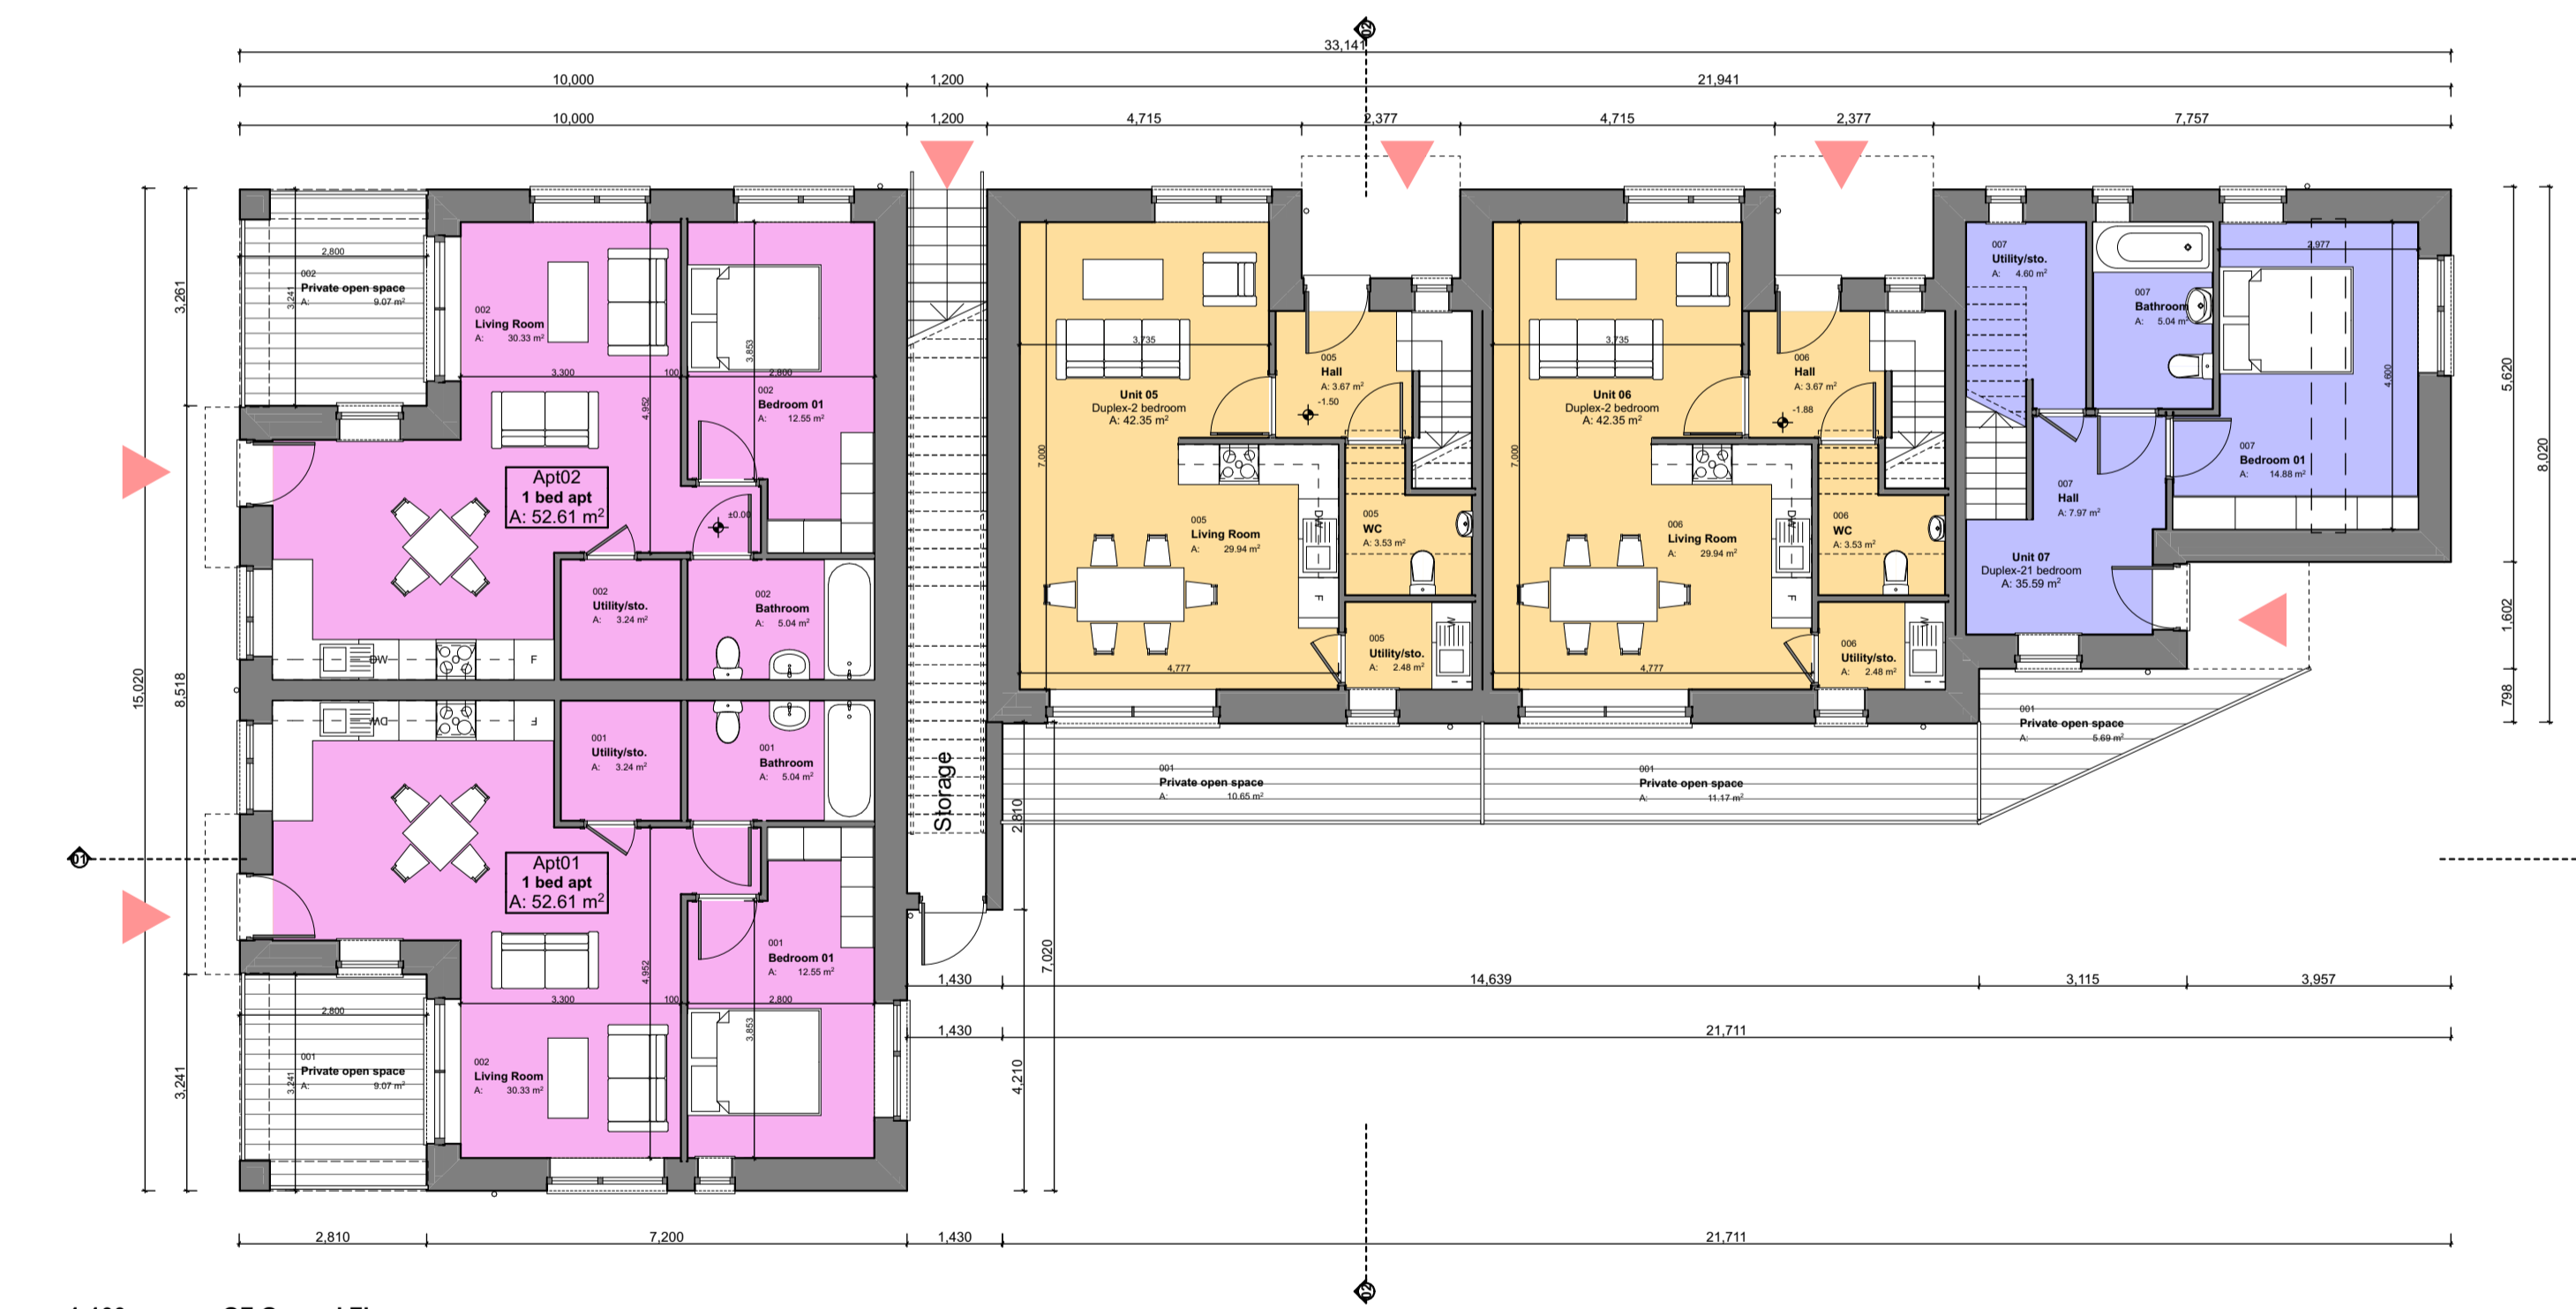 02
33,141
10,000
1,200
21,941
10,000
1,200
4,715
2,377
4,715
2,377
7,757
15,020
3,261
8,518
3,241
2,800
3,241
002
Private open space
A: 9.07 m²
002
Living Room
A: 30.33 m²
3,300
100
2,800
4,952
3,853
002
Bedroom 01
A: 12.55 m²
Apt02
1 bed apt
A: 52.61 m²
±0.00
002
Utility/sto.
A: 3.24 m²
002
Bathroom
A: 5.04 m²
DW
F
DW
F
001
Utility/sto.
A: 3.24 m²
001
Bathroom
A: 5.04 m²
01
Apt01
1 bed apt
A: 52.61 m²
001
Bedroom 01
A: 12.55 m²
4,952
3,300
100
2,800
3,853
2,800
3,241
001
Private open space
A: 9.07 m²
002
Living Room
A: 30.33 m²
Storage
3,735
7,000
Unit 05
Duplex-2 bedroom
A: 42.35 m²
005
Hall
A: 3.67 m²
-1.50
005
Living Room
A: 29.94 m²
DW
F
005
WC
A: 3.53 m²
005
Utility/sto.
A: 2.48 m²
W
4,777
3,735
7,000
Unit 06
Duplex-2 bedroom
A: 42.35 m²
006
Hall
A: 3.67 m²
-1.88
006
Living Room
A: 29.94 m²
DW
F
006
WC
A: 3.53 m²
006
Utility/sto.
A: 2.48 m²
W
4,777
007
Utility/sto.
A: 4.60 m²
007
Bathroom
A: 5.04 m²
2,977
4,600
007
Bedroom 01
A: 14.88 m²
007
Hall
A: 7.97 m²
Unit 07
Duplex-21 bedroom
A: 35.59 m²
5,620
8,020
1,602
798
001
Private open space
A: 5.69 m²
001
Private open space
A: 10.65 m²
001
Private open space
A: 11.17 m²
2,810
7,020
4,210
1,430
14,639
3,115
3,957
1,430
21,711
2,810
7,200
1,430
21,711
02